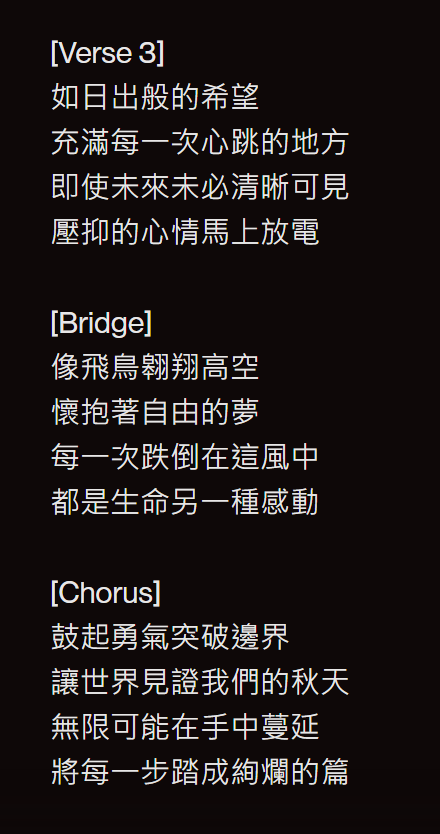 [Verse 3]
如日出般的希望
充滿每一次心跳的地方
即使未來未必清晰可見
壓抑的心情馬上放電
[Bridge]
像飛鳥翱翔高空
懷抱著自由的夢
每一次跌倒在這風中
都是生命另一種感動
[Chorus]
鼓起勇氣突破邊界
讓世界見證我們的秋天
無限可能在手中蔓延
將每一步踏成絢爛的篇